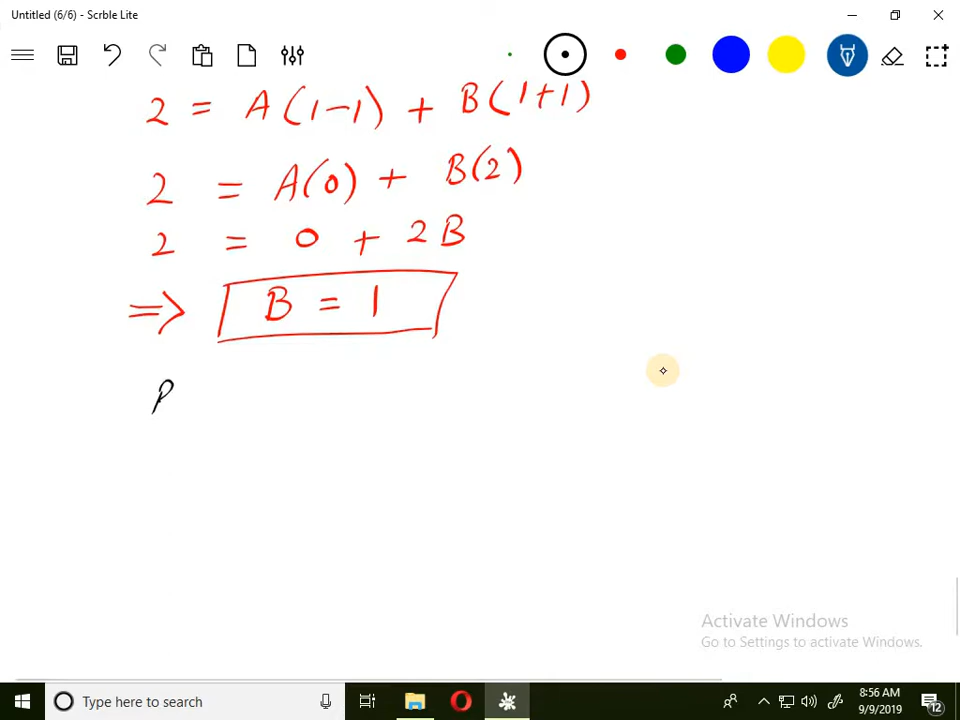 Untitled (6/6) - Scrble Lite
2 = A(1-1) + B(1+1)
2 = A(0) + B(2)
2 = 0 + 2B
=> B = 1
P
Activate Windows
Go to Settings to activate Windows.
Type here to search
8:56 AM
9/9/2019
12